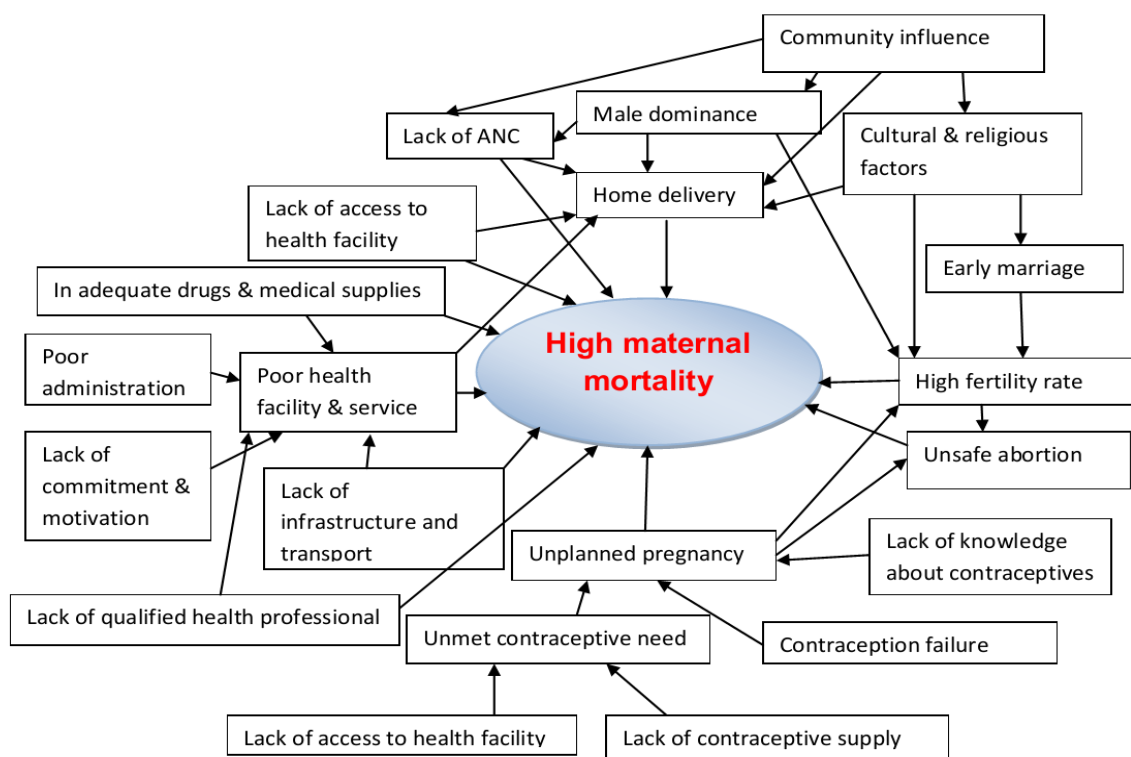 Community influence
Male dominance
Lack of ANC
Cultural & religious
factors
Home delivery
Lack of access to
health facility
Early marriage
In adequate drugs & medical supplies
High maternal
mortality
Poor
administration
Poor health
facility & service
High fertility rate
Unsafe abortion
Lack of
commitment &
motivation
Lack of
infrastructure and
transport
Unplanned pregnancy
Lack of knowledge
about contraceptives
Lack of qualified health professional
Unmet contraceptive need
Contraception failure
Lack of access to health facility
Lack of contraceptive supply